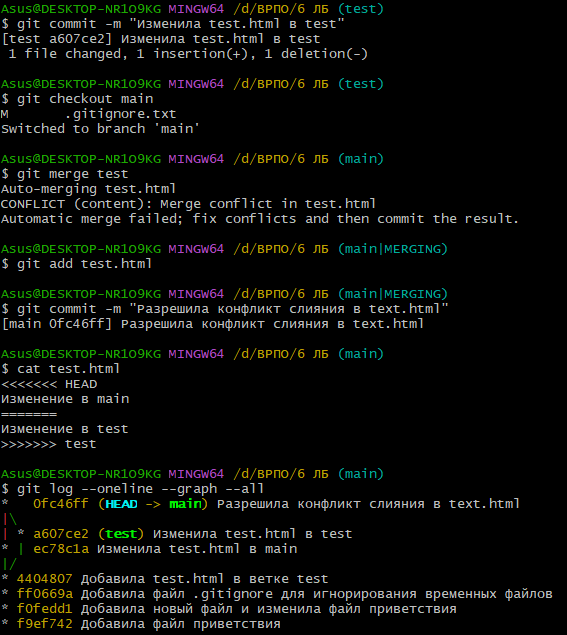 Asus@DESKTOP-NR1O9KG MINGW64 /d/ВРПО/6 ЛБ (test)
$ git commit -m "Изменила test.html в test"
[test a607ce2] Изменила test.html в test
 1 file changed, 1 insertion(+), 1 deletion(-)

Asus@DESKTOP-NR1O9KG MINGW64 /d/ВРПО/6 ЛБ (test)
$ git checkout main
M       .gitignore.txt
Switched to branch 'main'

Asus@DESKTOP-NR1O9KG MINGW64 /d/ВРПО/6 ЛБ (main)
$ git merge test
Auto-merging test.html
CONFLICT (content): Merge conflict in test.html
Automatic merge failed; fix conflicts and then commit the result.

Asus@DESKTOP-NR1O9KG MINGW64 /d/ВРПО/6 ЛБ (main|MERGING)
$ git add test.html

Asus@DESKTOP-NR1O9KG MINGW64 /d/ВРПО/6 ЛБ (main|MERGING)
$ git commit -m "Разрешила конфликт слияния в text.html"
[main 0fc46ff] Разрешила конфликт слияния в text.html

Asus@DESKTOP-NR1O9KG MINGW64 /d/ВРПО/6 ЛБ (main)
$ cat test.html
<<<<<<< HEAD
Изменение в main
=======
Изменение в test
>>>>>>> test

Asus@DESKTOP-NR1O9KG MINGW64 /d/ВРПО/6 ЛБ (main)
$ git log --oneline --graph --all
*   0fc46ff (HEAD -> main) Разрешила конфликт слияния в text.html
|\
| * a607ce2 (test) Изменила test.html в test
* | ec78c1a Изменила test.html в main
|/
* 4404807 Добавила test.html в ветке test
* ff0669a Добавила файл .gitignore для игнорирования временных файлов
* f0fedd1 Добавила новый файл и изменила файл приветствия
* f9ef742 Добавила файл приветствия